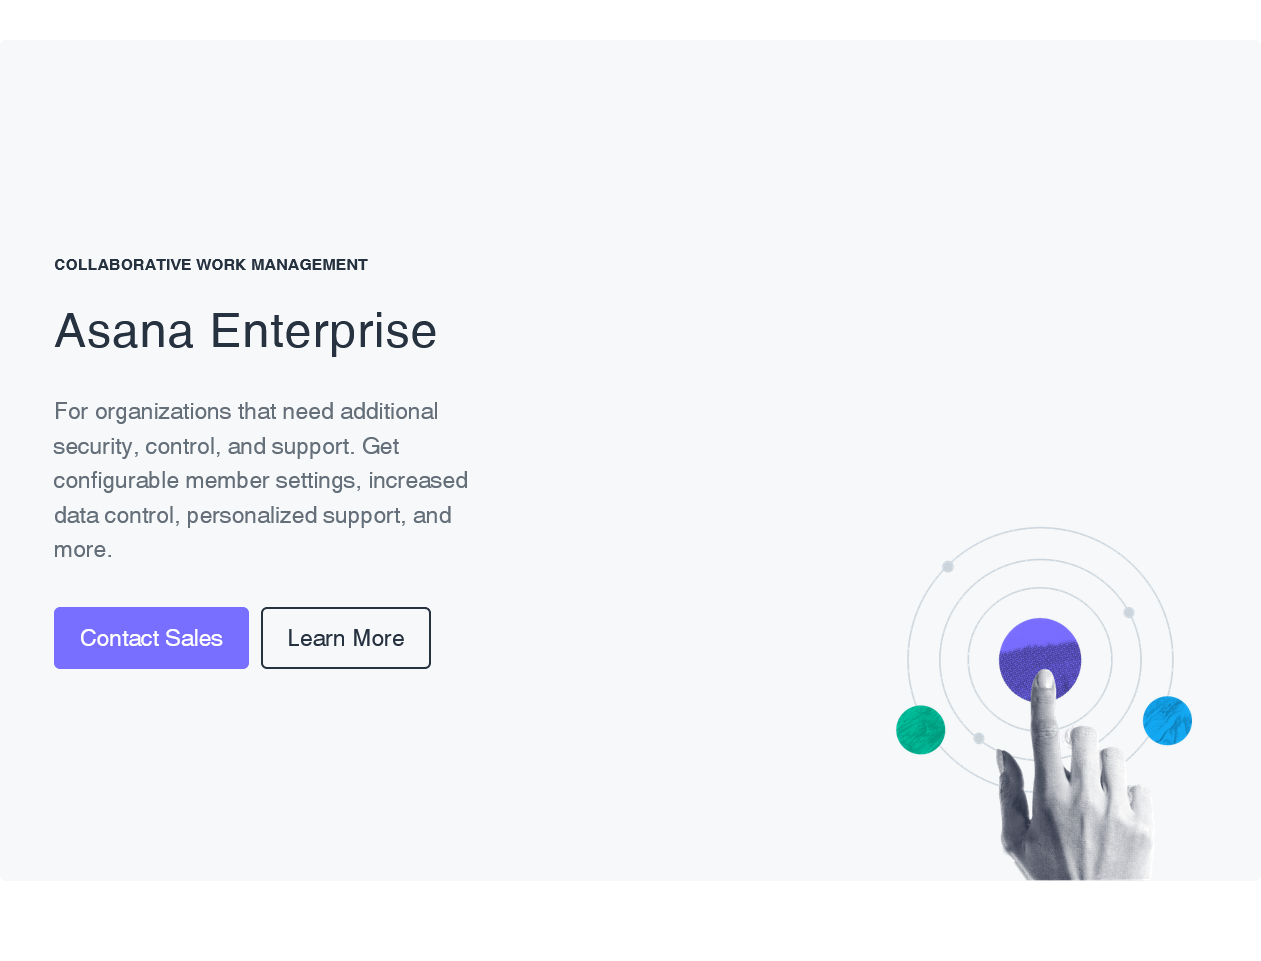 COLLABORATIVE WORK MANAGEMENT
Asana Enterprise
For organizations that need additional
security, control, and support. Get
configurable member settings, increased
data control, personalized support, and
more.
Contact Sales
Learn More